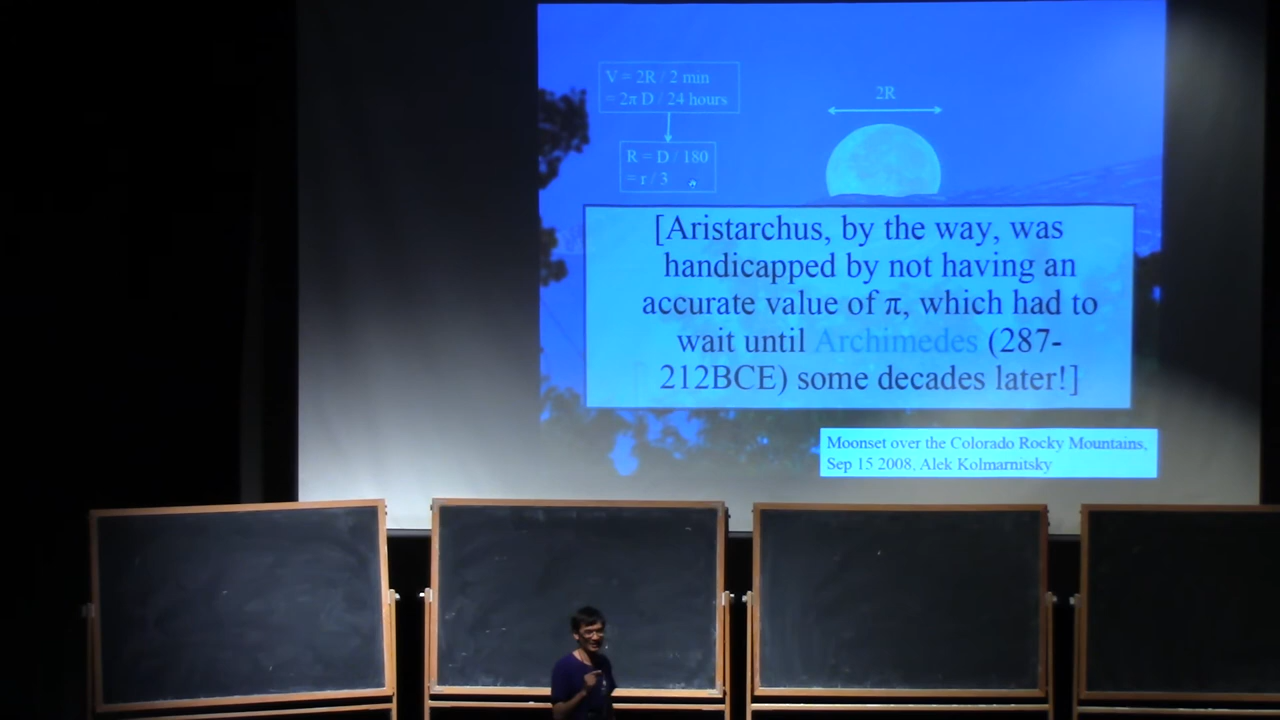 V = 2R / 2 min
= 2π D / 24 hours
2R
R = D / 180
= r / 3
[Aristarchus, by the way, was
handicapped by not having an
accurate value of π, which had to
wait until Archimedes (287-
212BCE) some decades later!]
Moonset over the Colorado Rocky Mountains,
Sep 15 2008, Alek Kolmarnitsky